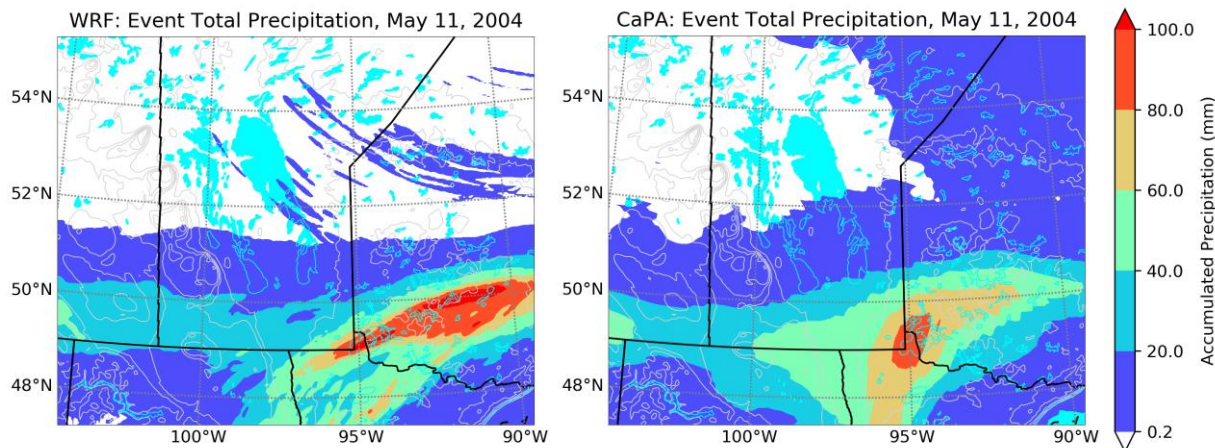 WRF: Event Total Precipitation, May 11, 2004
54°N
52°N
50°N
48°N
100°W
95°W
90°W
CaPA: Event Total Precipitation, May 11, 2004
54°N
52°N
50°N
48°N
100°W
95°W
90°W
100.0
80.0
60.0
40.0
20.0
0.2
Accumulated Precipitation (mm)